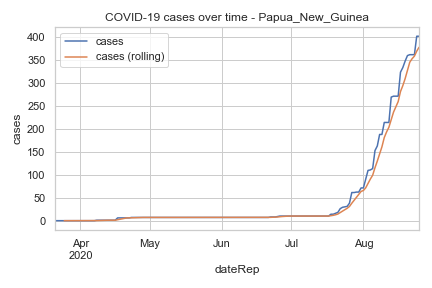 COVID-19 cases over time - Papua_New_Guinea
cases
cases (rolling)
400
350
300
250
200
150
100
50
0
cases
Apr
2020
May
Jun
Jul
Aug
dateRep